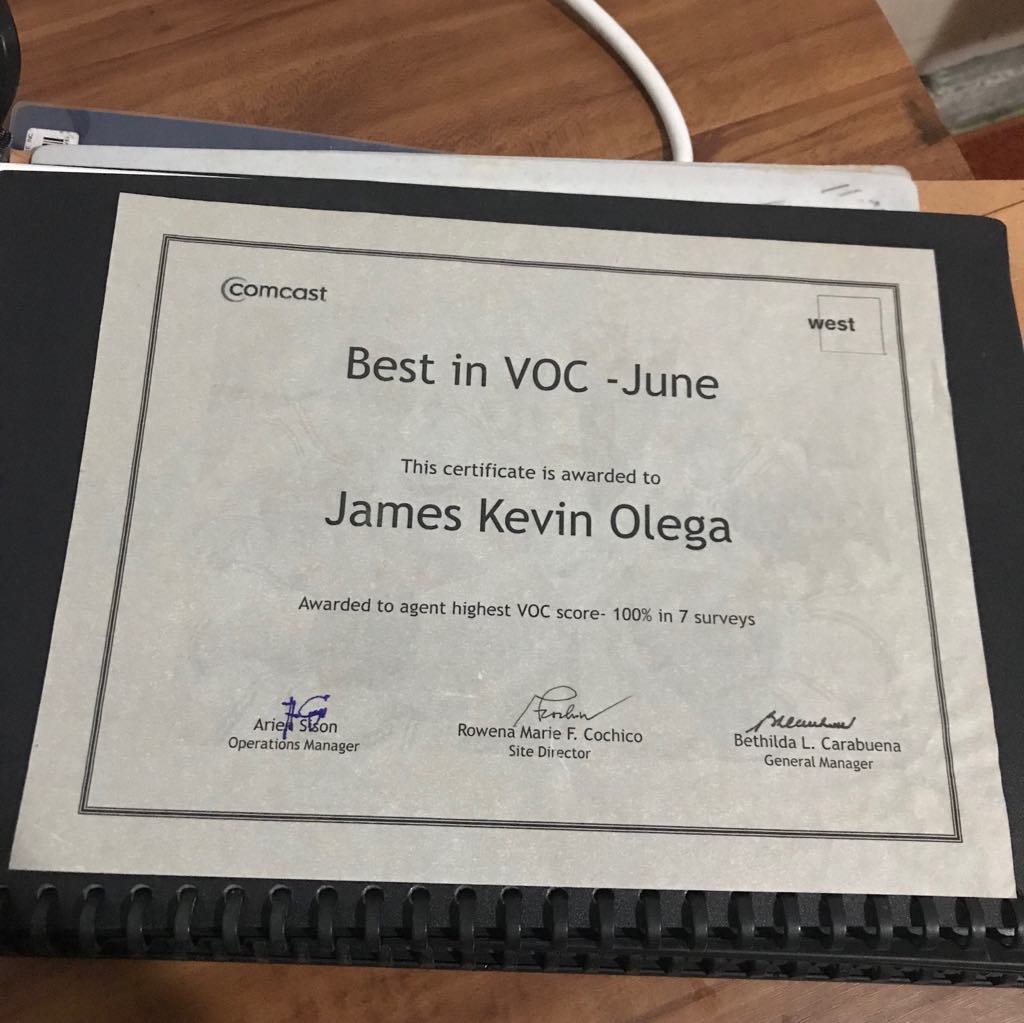 comcast
west
Best in VOC -June
This certificate is awarded to
James Kevin Olega
Awarded to agent highest VOC score- 100% in 7 surveys
Sison
Operations Manager
Rowena Marie F. Cochico
Site Director
Bethilda L. Carabuena
General Manager